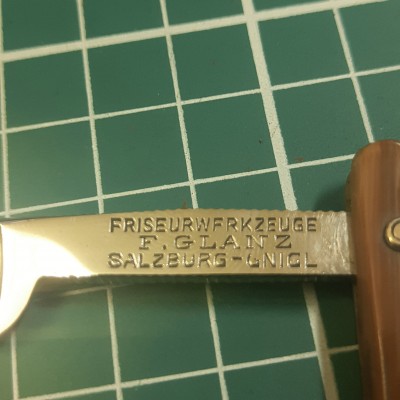 FRISEURWERKZEUGE
F. GLANZ
SALZBURG-GNIGL